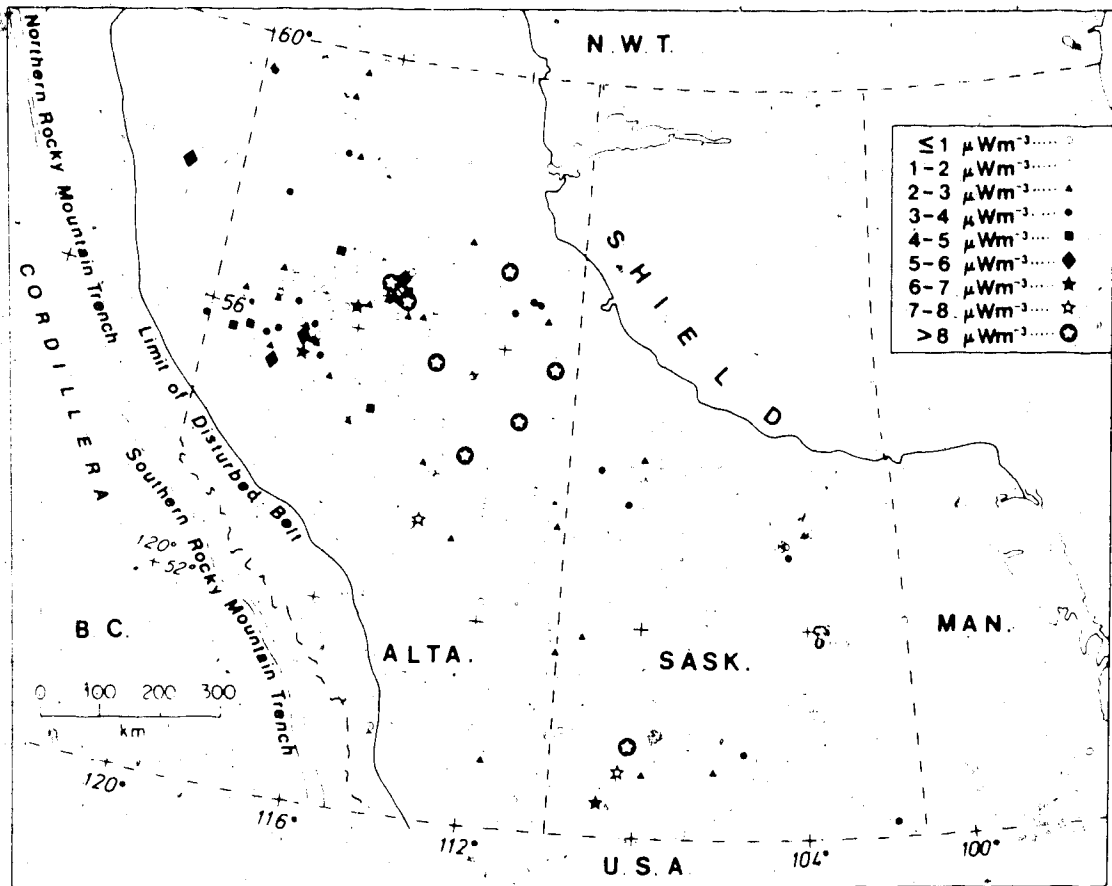 N.W.T.
160°
Northern Rocky Mountain Trench
≤1 μWm⁻³.....
1-2 μWm⁻³.....
2-3 μWm⁻³..... ▲
3-4 μWm⁻³..... ●
4-5 μWm⁻³..... ■
5-6 μWm⁻³..... ◆
6-7 μWm⁻³..... ★
7-8 μWm⁻³..... ☆
>8 μWm⁻³..... ✪
SHIELD
56
CORDILLERA
Limit of Disturbed Belt
Southern Rocky Mountain Trench
120°
+52°
B C.
ALTA.
SASK.
MAN.
0 100 200 300
km
120°
116°
112°
104°
100°
U.S.A